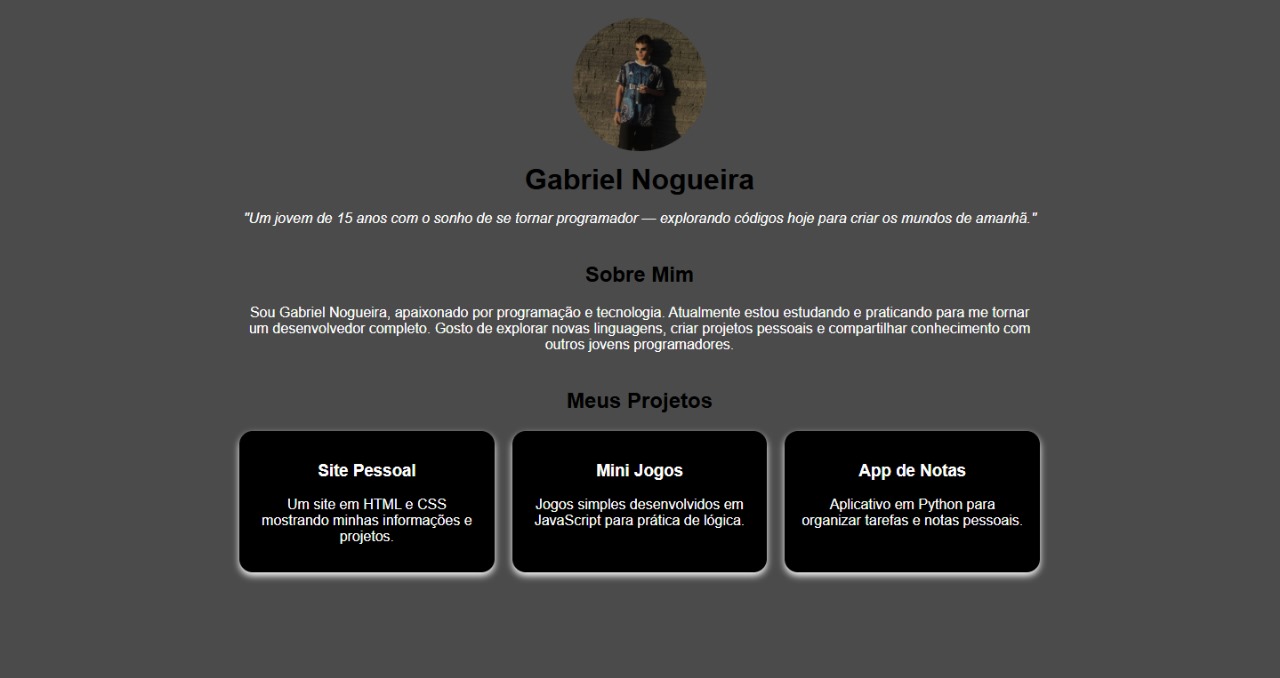 Gabriel Nogueira
"Um jovem de 15 anos com o sonho de se tornar programador — explorando códigos hoje para criar os mundos de amanhã."
Sobre Mim
Sou Gabriel Nogueira, apaixonado por programação e tecnologia. Atualmente estou estudando e praticando para me tornar
um desenvolvedor completo. Gosto de explorar novas linguagens, criar projetos pessoais e compartilhar conhecimento com
outros jovens programadores.
Meus Projetos
Site Pessoal
Um site em HTML e CSS
mostrando minhas informações e
projetos.
Mini Jogos
Jogos simples desenvolvidos em
JavaScript para prática de lógica.
App de Notas
Aplicativo em Python para
organizar tarefas e notas pessoais.